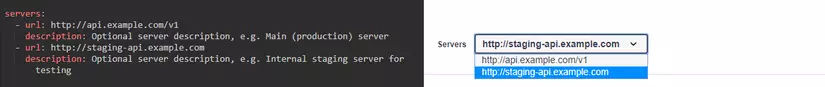 servers:
- url: http://api.example.com/v1
description: Optional server description, e.g. Main (production) server
- url: http://staging-api.example.com
description: Optional server description, e.g. Internal staging server for
testing
Servers
http://staging-api.example.com
http://api.example.com/v1
http://staging-api.example.com